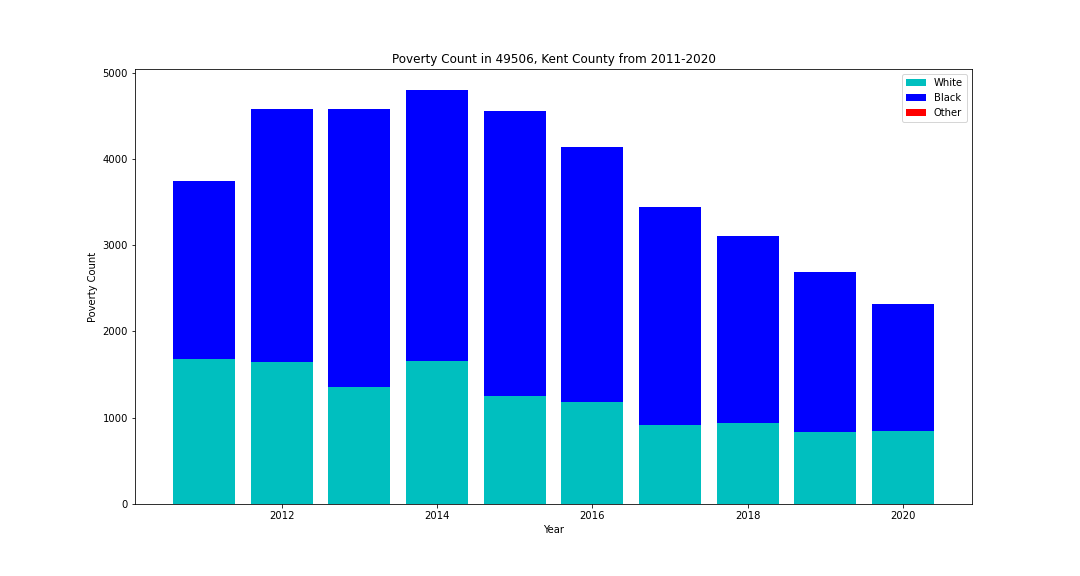 Poverty Count in 49506, Kent County from 2011-2020
White
Black
Other
5000
4000
3000
2000
1000
0
Poverty Count
2012
2014
2016
2018
2020
Year